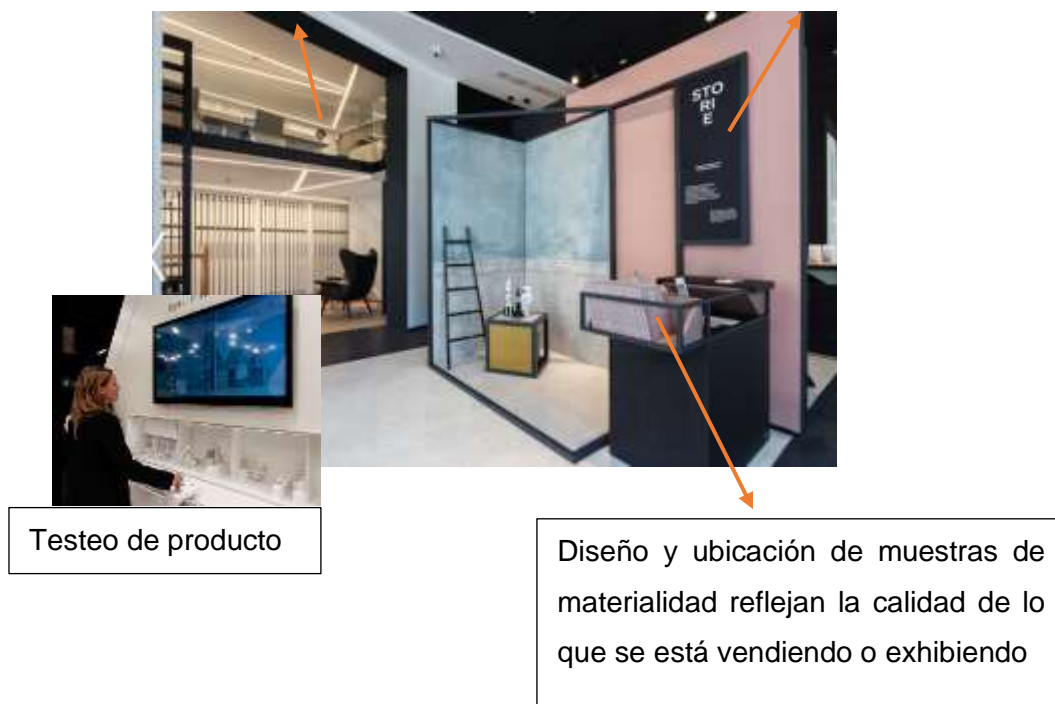 STO
RI
E
Testeo de producto
Diseño y ubicación de muestras de
materialidad reflejan la calidad de lo
que se está vendiendo o exhibiendo